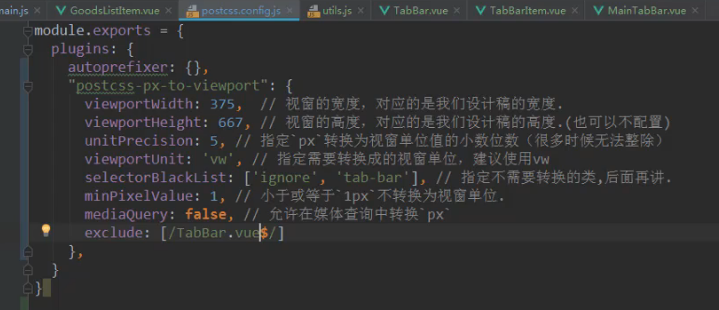 main.js × GoodsListItem.vue × postcss.config.js × utils.js × TabBar.vue × TabBarItem.vue × MainTabBar.vue ×
module.exports = {
plugins: {
autoprefixer: {},
"postcss-px-to-viewport": {
viewportWidth: 375, // 视窗的宽度，对应的是我们设计稿的宽度.
viewportHeight: 667, // 视窗的高度，对应的是我们设计稿的高度.(也可以不配置)
unitPrecision: 5, // 指定`px`转换为视窗单位值的小数位数（很多时候无法整除）
viewportUnit: 'vw', // 指定需要转换成的视窗单位，建议使用vw
selectorBlackList: ['ignore', 'tab-bar'], // 指定不需要转换的类,后面再讲.
minPixelValue: 1, // 小于或等于`1px`不转换为视窗单位.
mediaQuery: false, // 允许在媒体查询中转换`px`
exclude: [/TabBar.vue$/]
},
}
}